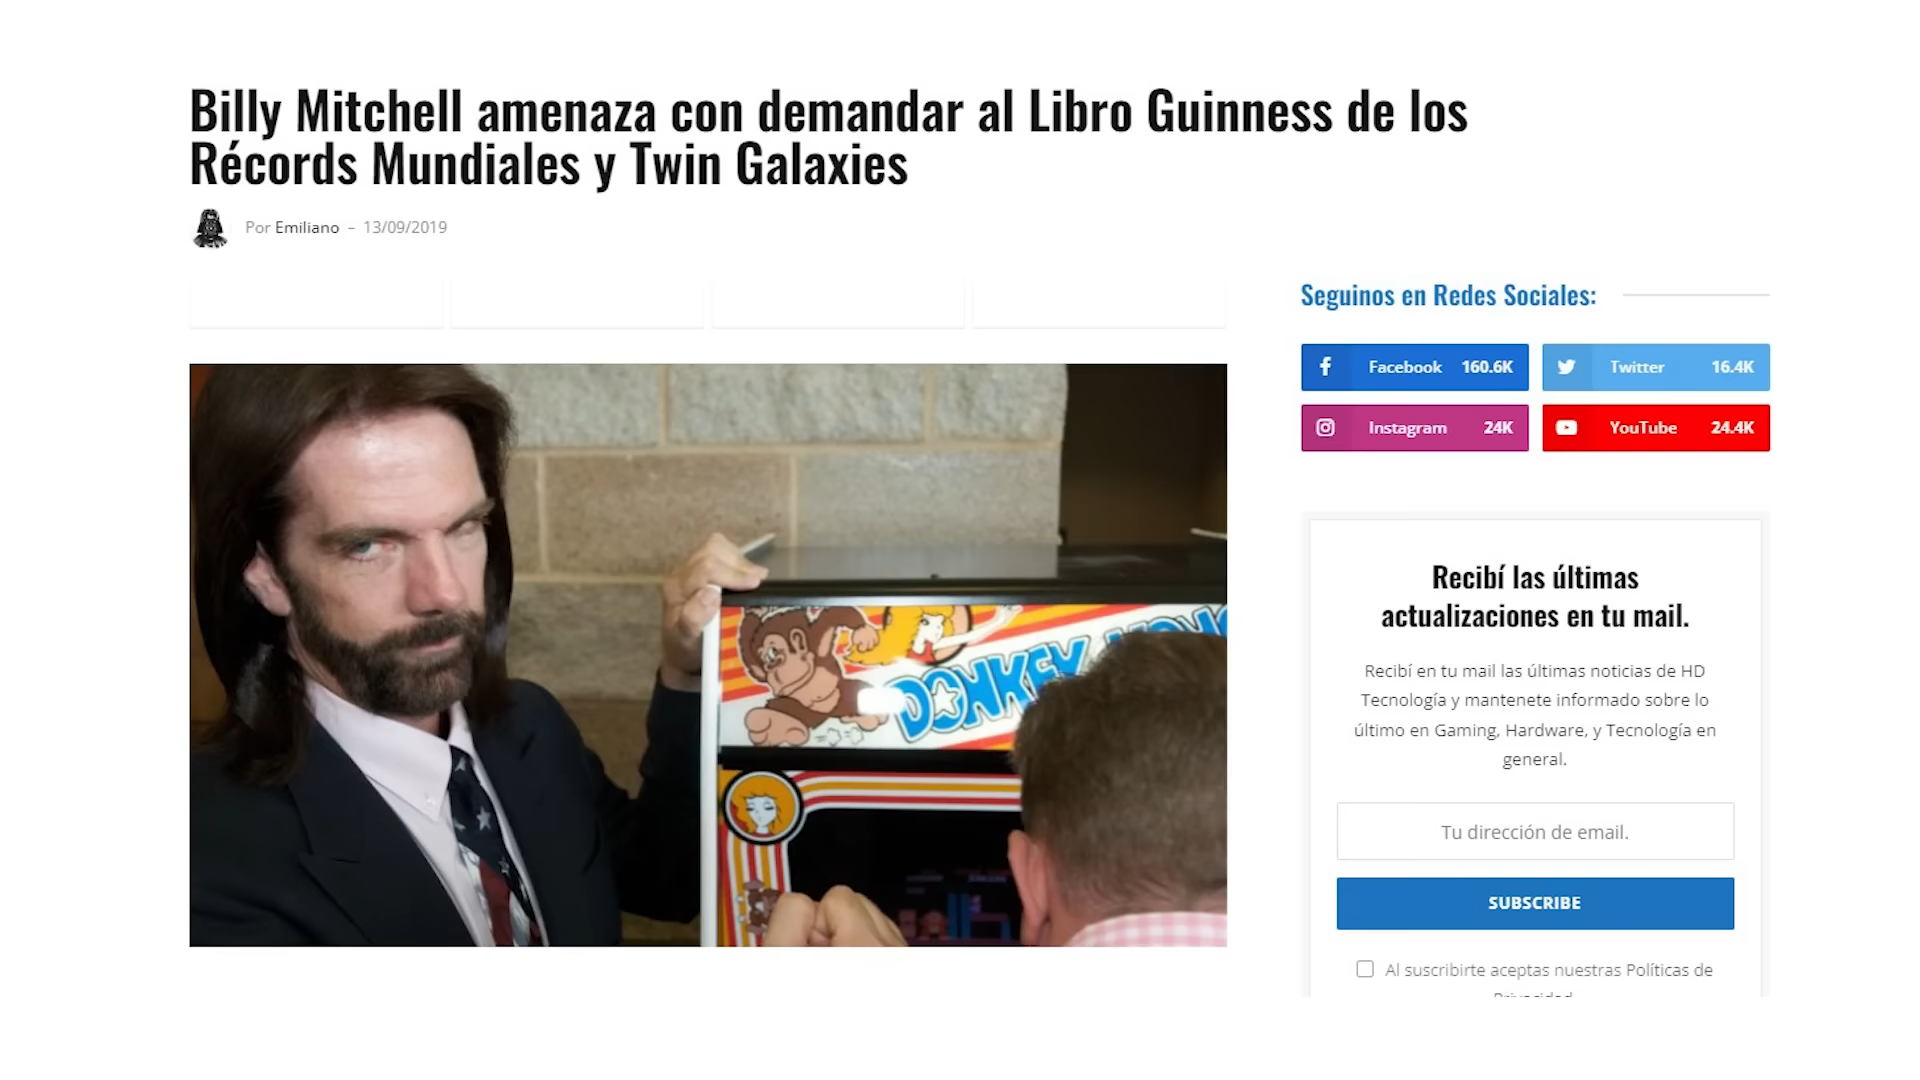 Billy Mitchell amenaza con demandar al Libro Guinness de los
Récords Mundiales y Twin Galaxies
Por Emiliano – 13/09/2019
Seguinos en Redes Sociales:
Facebook 160.6K
Twitter 16.4K
Instagram 24K
YouTube 24.4K
DONKEY KONG
Recibí las últimas
actualizaciones en tu mail.
Recibí en tu mail las últimas noticias de HD
Tecnología y mantenete informado sobre lo
último en Gaming, Hardware, y Tecnología en
general.
Tu dirección de email.
SUBSCRIBE
Al suscribirte aceptas nuestras Políticas de